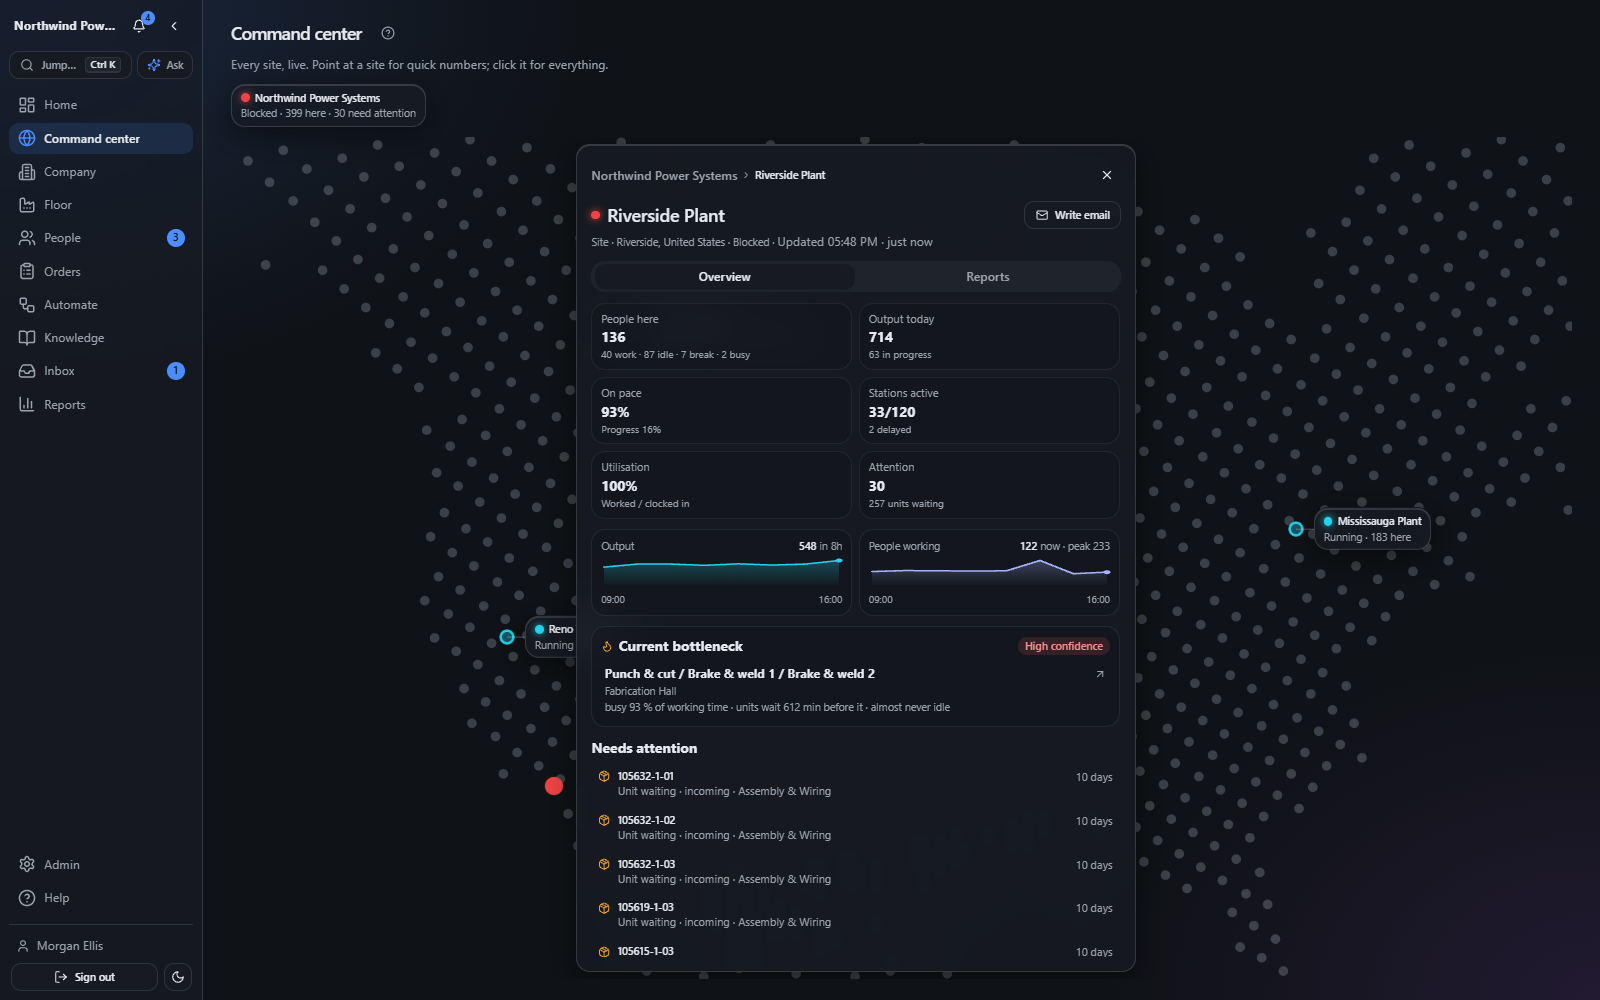 Northwind Pow...
4
Jump...
Ctrl K
Ask
Home
Command center
Company
Floor
People
3
Orders
Automate
Knowledge
Inbox
1
Reports
Admin
Help
Morgan Ellis
Sign out
Command center
Every site, live. Point at a site for quick numbers; click it for everything.
Northwind Power Systems
Blocked · 399 here · 30 need attention
Reno
Running
Mississauga Plant
Running · 183 here
Northwind Power Systems › Riverside Plant
Riverside Plant
Write email
Site · Riverside, United States · Blocked · Updated 05:48 PM · just now
Overview
Reports
People here
136
40 work · 87 idle · 7 break · 2 busy
Output today
714
63 in progress
On pace
93%
Progress 16%
Stations active
33/120
2 delayed
Utilisation
100%
Worked / clocked in
Attention
30
257 units waiting
Output
548 in 8h
09:00
16:00
People working
122 now · peak 233
09:00
16:00
Current bottleneck
High confidence
Punch & cut / Brake & weld 1 / Brake & weld 2
Fabrication Hall
busy 93 % of working time · units wait 612 min before it · almost never idle
Needs attention
105632-1-01
10 days
Unit waiting · incoming · Assembly & Wiring
105632-1-02
10 days
Unit waiting · incoming · Assembly & Wiring
105632-1-03
10 days
Unit waiting · incoming · Assembly & Wiring
105619-1-03
10 days
Unit waiting · incoming · Assembly & Wiring
105615-1-03
10 days